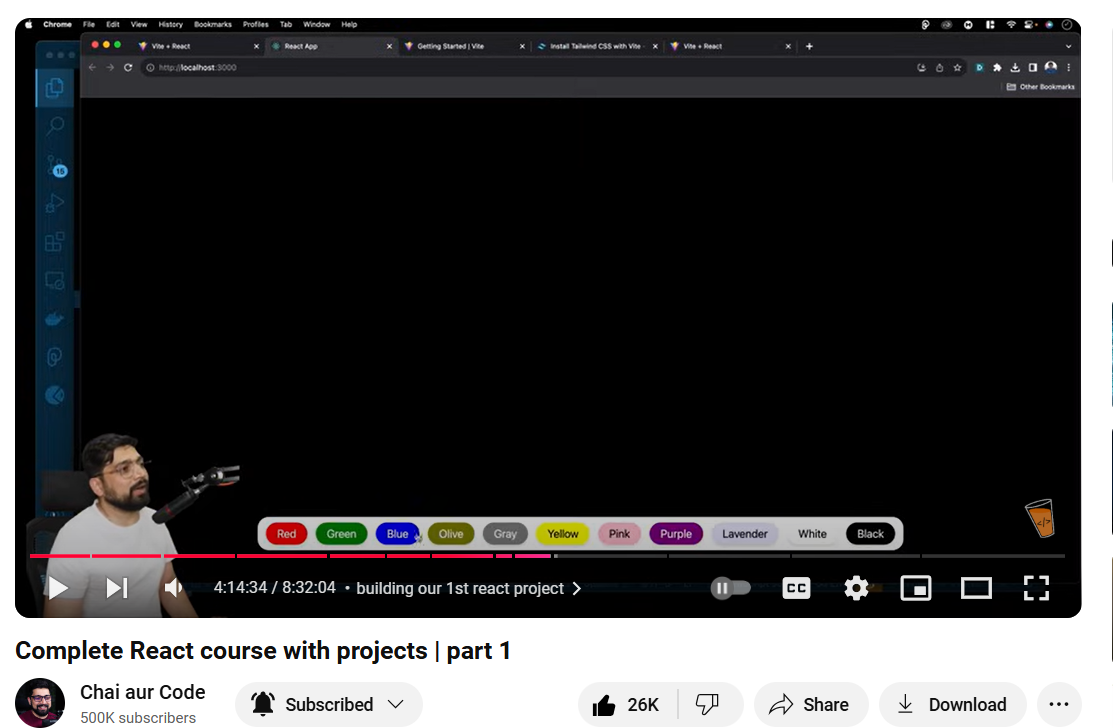 Chrome File Edit View History Bookmarks Profiles Tab Window Help
Vite + React React App Getting Started | Vite Install Tailwind CSS with Vite - Vite + React
http://localhost:3000
Other Bookmarks
15
</>
Red Green Blue Olive Gray Yellow Pink Purple Lavender White Black
4:14:34 / 8:32:04 • building our 1st react project
CC
Complete React course with projects | part 1
Chai aur Code
500K subscribers
Subscribed
26K
Share
Download